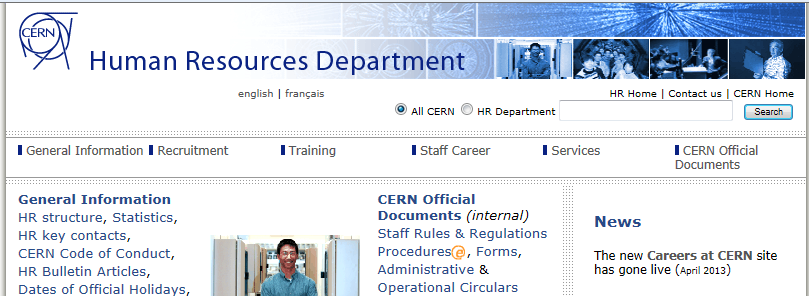 CERN
Human Resources Department
english | français
HR Home | Contact us | CERN Home
All CERN HR Department Search
General Information Recruitment Training Staff Career Services CERN Official
Documents
General Information
HR structure, Statistics,
HR key contacts,
CERN Code of Conduct,
HR Bulletin Articles,
Dates of Official Holidays,
CERN Official
Documents (internal)
Staff Rules & Regulations
Procedures, Forms,
Administrative &
Operational Circulars
News
The new Careers at CERN site
has gone live (April 2013)